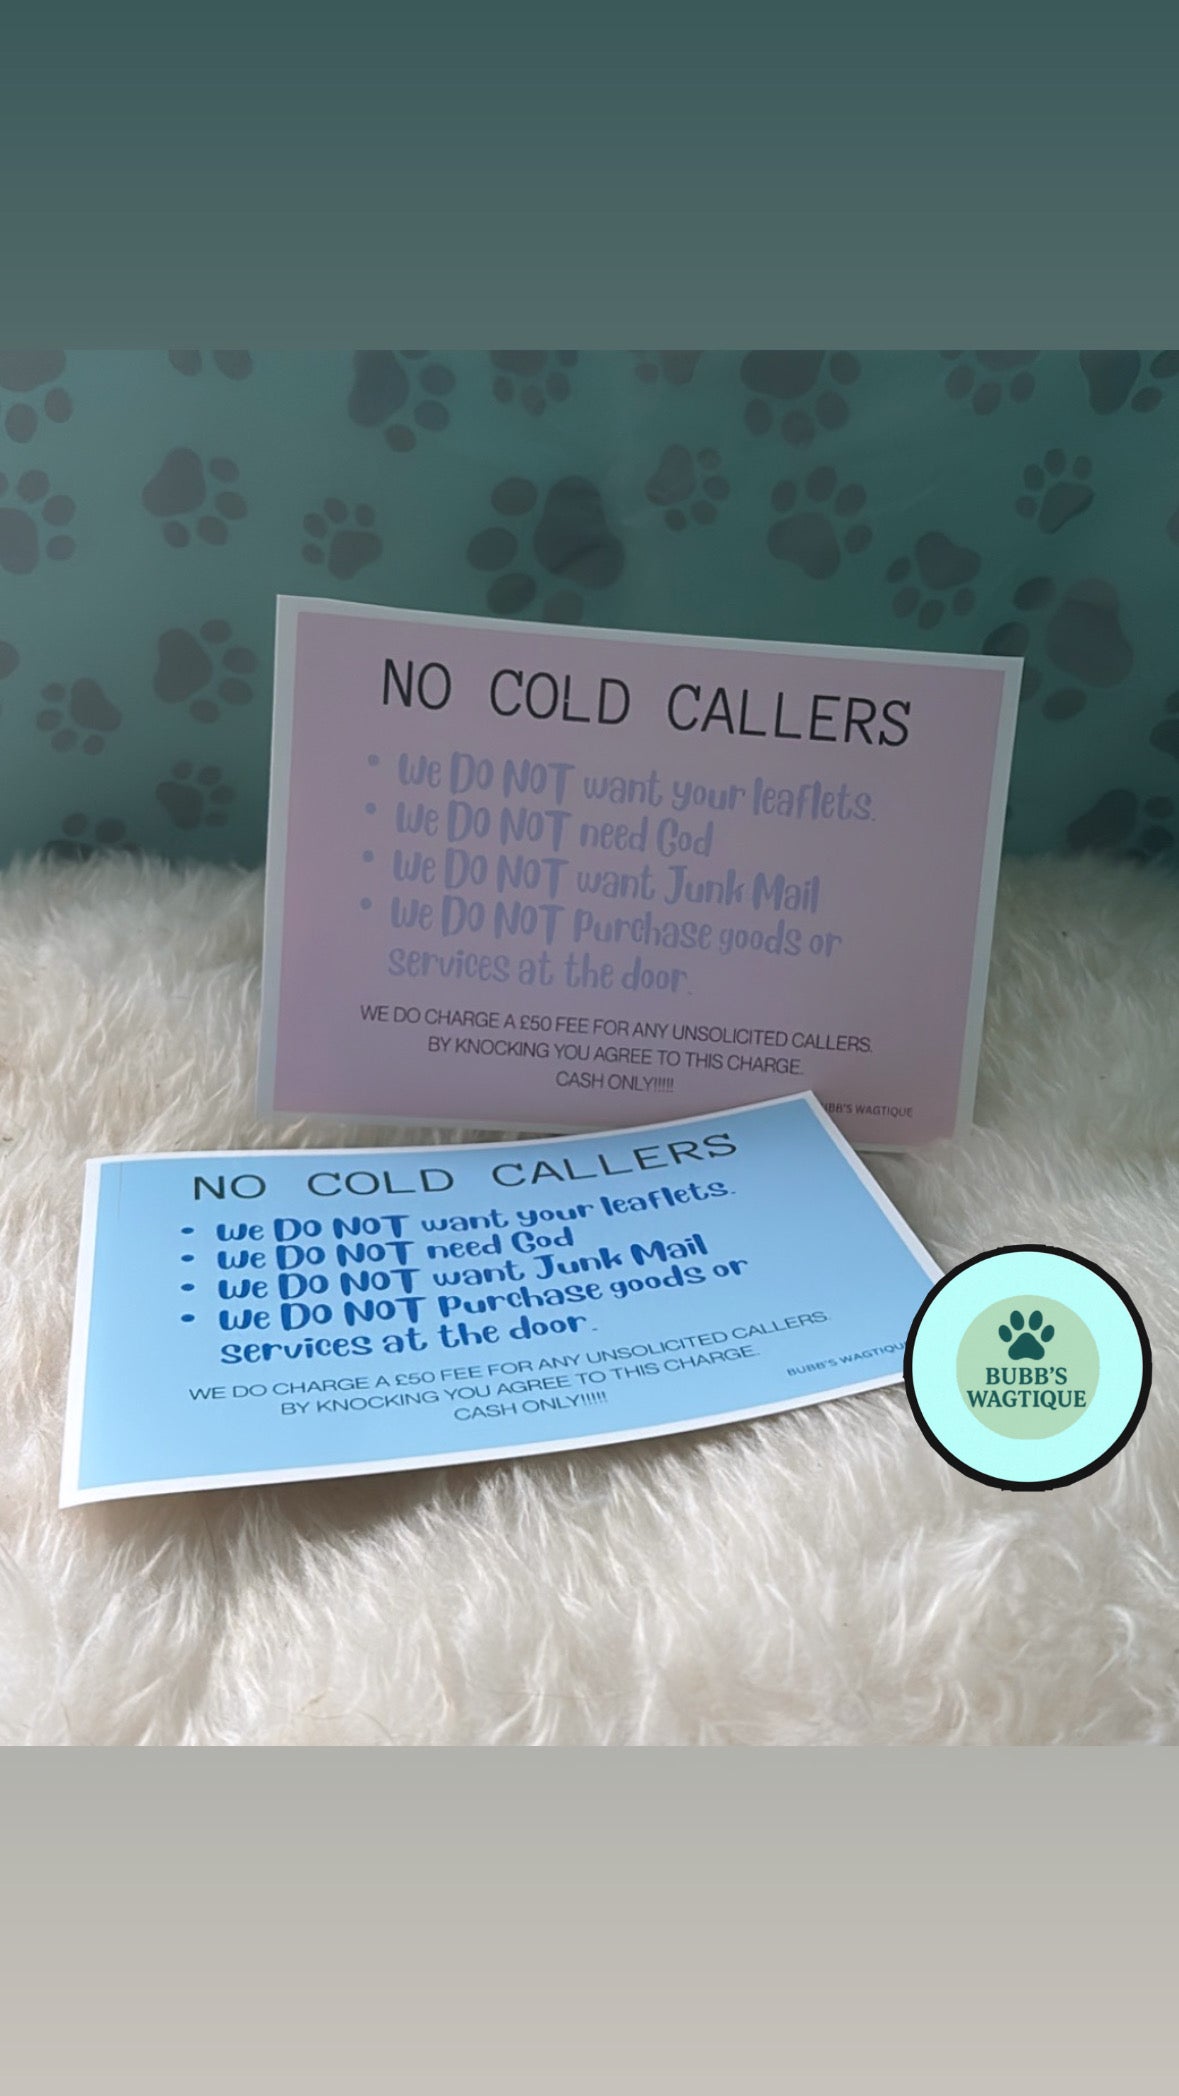 NO COLD CALLERS
• We DO NOT want your leaflets.
• We DO NOT need God
• We DO NOT want Junk Mail
• We DO NOT Purchase goods or
services at the door.
WE DO CHARGE A £50 FEE FOR ANY UNSOLICITED CALLERS.
BY KNOCKING YOU AGREE TO THIS CHARGE.
CASH ONLY!!!!!
WAGTIQUE
NO COLD CALLERS
• We DO NOT want your leaflets.
• We DO NOT need God
• We DO NOT want Junk Mail
• We DO NOT Purchase goods or
services at the door.
WE DO CHARGE A £50 FEE FOR ANY UNSOLICITED CALLERS.
BY KNOCKING YOU AGREE TO THIS CHARGE.
CASH ONLY!!!!!
BUBB'S
BUBB'S
WAGTIQUE